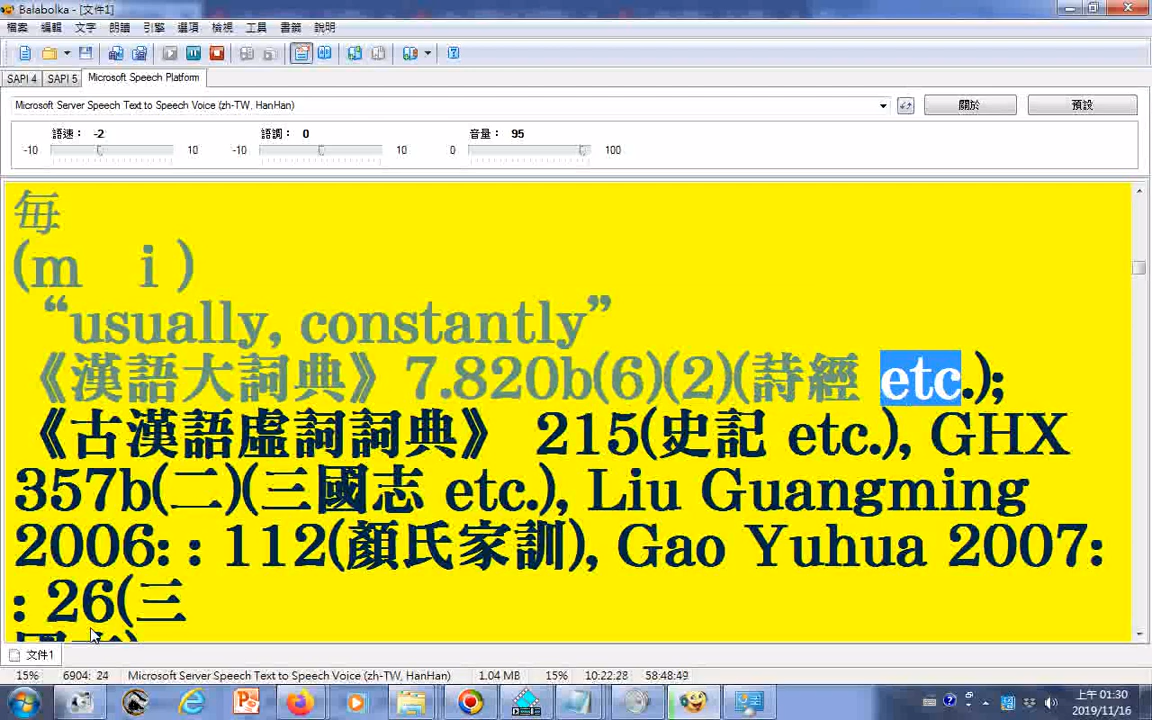 Balabolka - [文件1]
檔案 編輯 文字 朗讀 引擎 選項 檢視 工具 書籤 說明
SAPI 4 SAPI 5 Microsoft Speech Platform
Microsoft Server Speech Text to Speech Voice (zh-TW, HanHan) 關於 預設
語速： -2 語調： 0 音量： 95
-10 10 -10 10 0 100
每
(m i )
“usually, constantly”
《漢語大詞典》 7.820b(6)(2)(詩經 etc.);
《古漢語虛詞詞典》 215(史記 etc.), GHX
357b(二)(三國志 etc.), Liu Guangming
2006: : 112(顏氏家訓), Gao Yuhua 2007:
: 26(三
文件1
15% 6904: 24 Microsoft Server Speech Text to Speech Voice (zh-TW, HanHan) 1.04 MB 15% 10:22:28 58:48:49
上午 01:30
2019/11/16